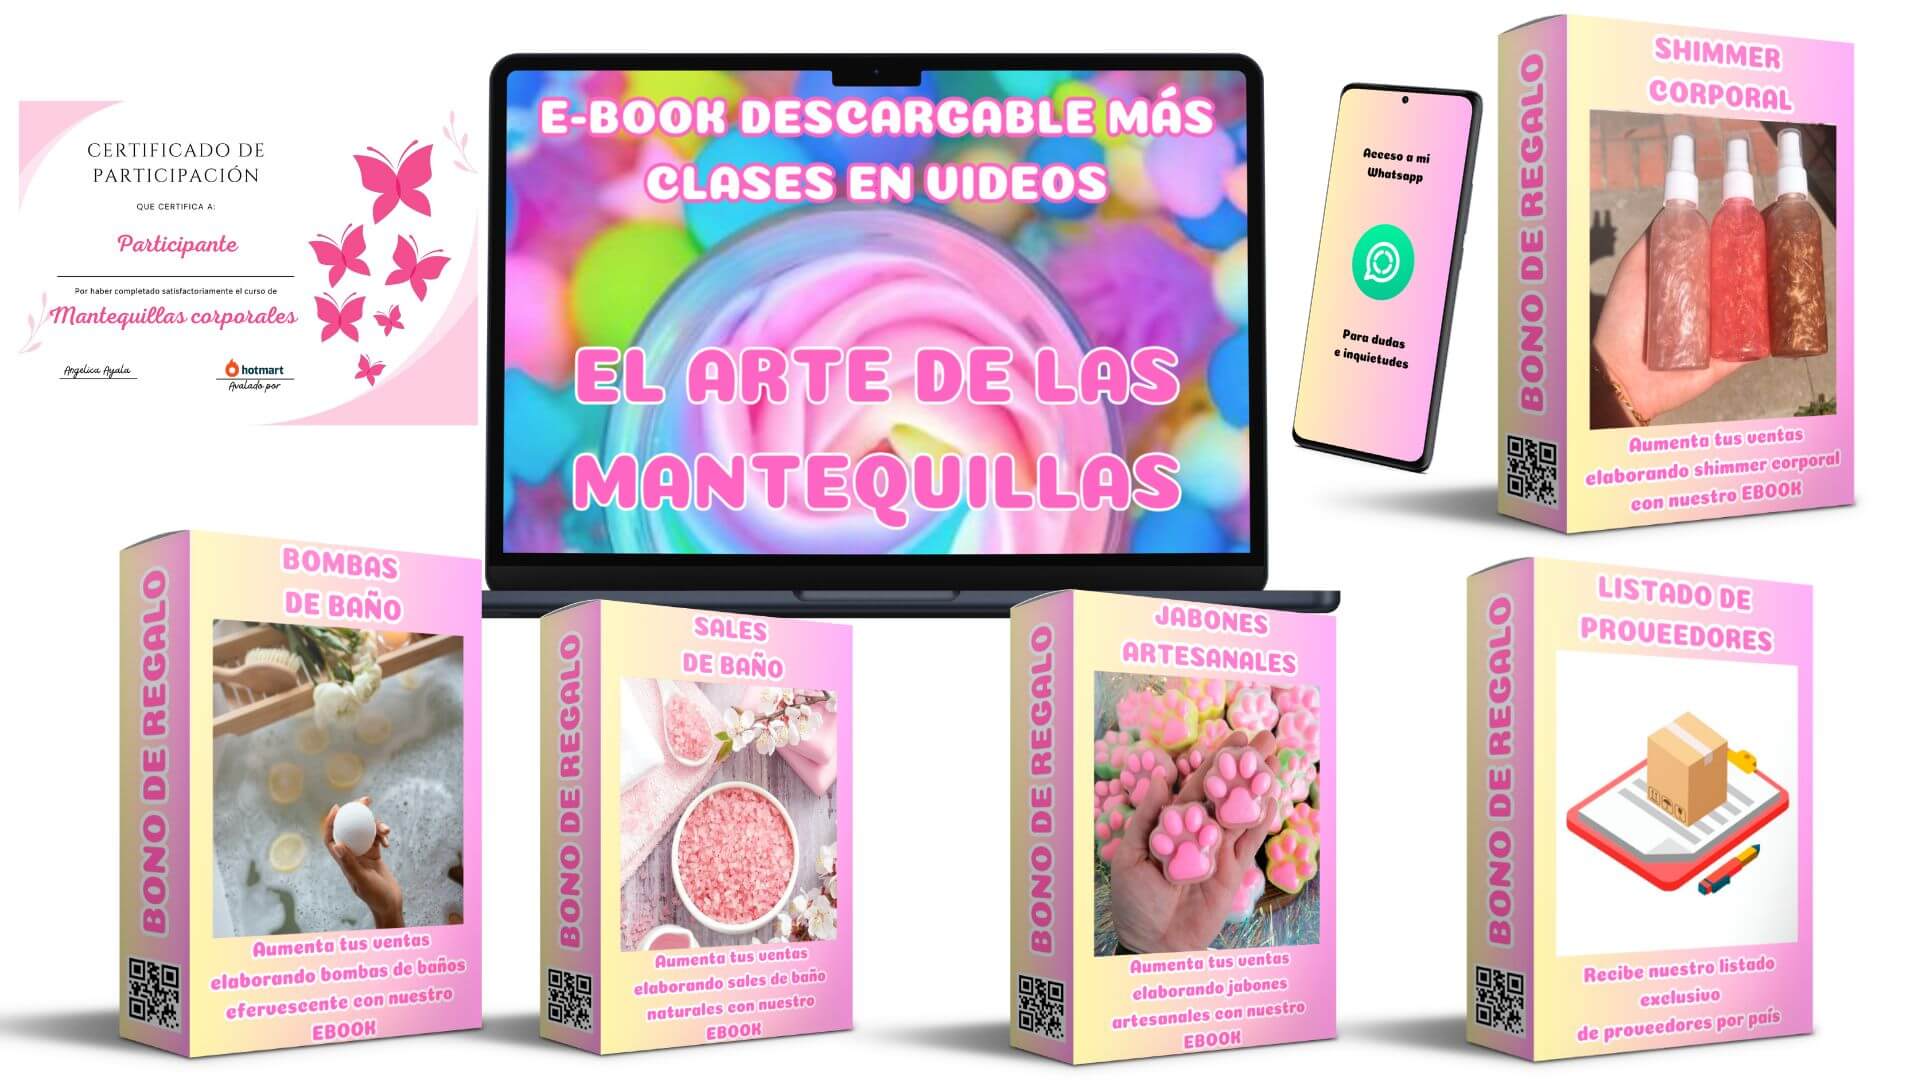 CERTIFICADO DE
PARTICIPACIÓN
QUE CERTIFICA A:
Participante
Por haber completado satisfactoriamente el curso de
Mantequillas corporales
Angelica Ayala
hotmart
Avalado por
E-BOOK DESCARGABLE MÁS
CLASES EN VIDEOS
EL ARTE DE LAS
MANTEQUILLAS
Acceso a mi
Whatsapp
Para dudas
e inquietudes
BONO DE REGALO
SHIMMER
CORPORAL
Aumenta tus ventas
elaborando shimmer corporal
con nuestro EBOOK
BONO DE REGALO
BOMBAS
DE BAÑO
Aumenta tus ventas
elaborando bombas de baños
efervescente con nuestro
EBOOK
BONO DE REGALO
SALES
DE BAÑO
Aumenta tus ventas
elaborando sales de baño
naturales con nuestro
EBOOK
BONO DE REGALO
JABONES
ARTESANALES
Aumenta tus ventas
elaborando jabones
artesanales con nuestro
EBOOK
BONO DE REGALO
LISTADO DE
PROVEEDORES
Recibe nuestro listado
exclusivo
de proveedores por país